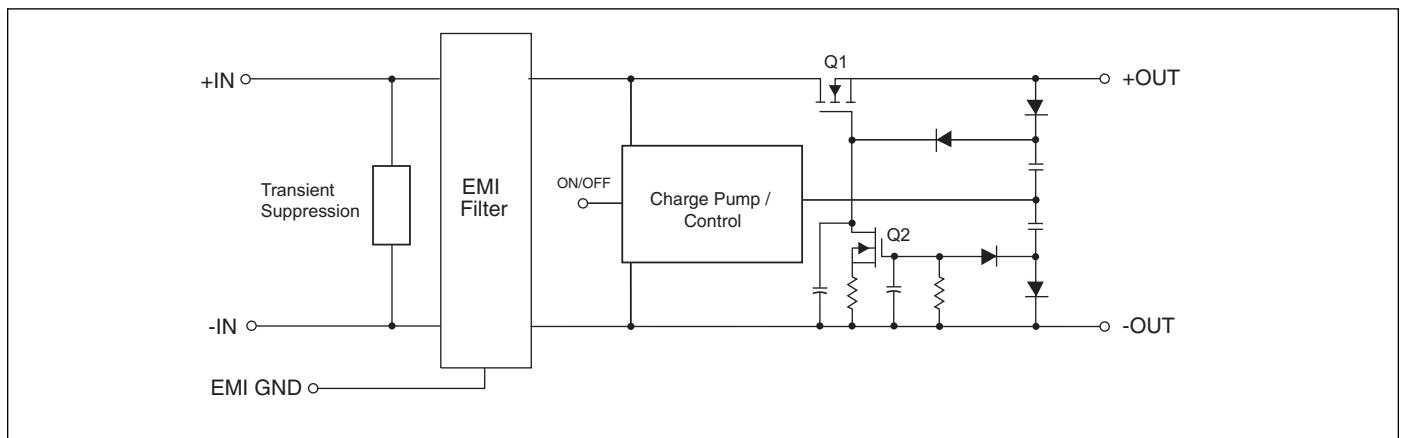 Q1
+IN
+OUT
Transient
Suppression
EMI
Filter
ON/OFF
Charge Pump /
Control
Q2
-IN
-OUT
EMI GND